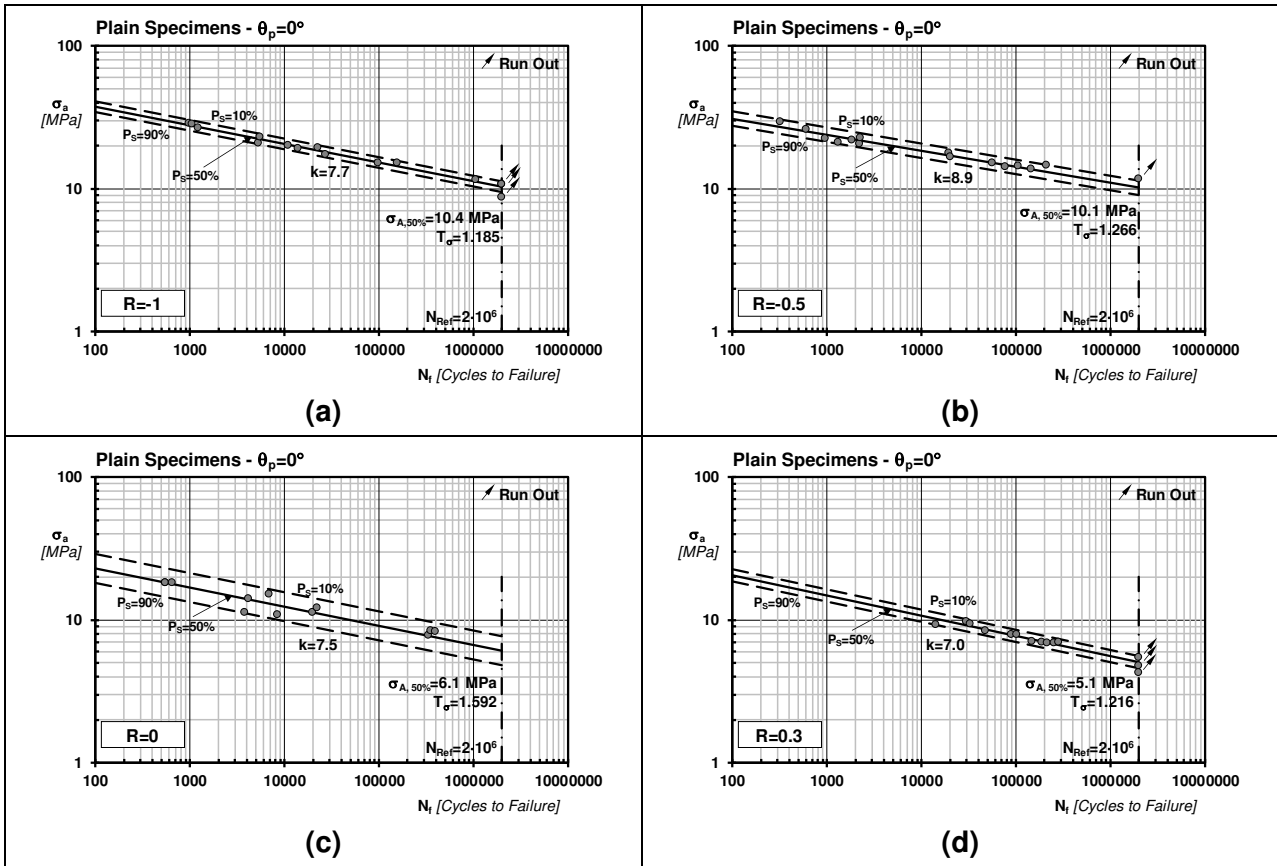 Plain Specimens - θp=0°
100
Run Out
σa
[MPa]
PS=10%
PS=90%
PS=50%
k=7.7
10
σA,50%=10.4 MPa
Tσ=1.185
R=-1
NRef=2·10⁶
1
100 1000 10000 100000 1000000 10000000
Nf [Cycles to Failure]
(a)
Plain Specimens - θp=0°
100
Run Out
σa
[MPa]
PS=10%
PS=90%
PS=50%
k=8.9
10
σA,50%=10.1 MPa
Tσ=1.266
R=-0.5
NRef=2·10⁶
1
100 1000 10000 100000 1000000 10000000
Nf [Cycles to Failure]
(b)
Plain Specimens - θp=0°
100
Run Out
σa
[MPa]
PS=10%
PS=90%
PS=50%
k=7.5
10
σA, 50%=6.1 MPa
Tσ=1.592
R=0
NRef=2·10⁶
1
100 1000 10000 100000 1000000 10000000
Nf [Cycles to Failure]
(c)
Plain Specimens - θp=0°
100
Run Out
σa
[MPa]
PS=10%
PS=90%
PS=50%
k=7.0
10
σA, 50%=5.1 MPa
Tσ=1.216
R=0.3
NRef=2·10⁶
1
100 1000 10000 100000 1000000 10000000
Nf [Cycles to Failure]
(d)